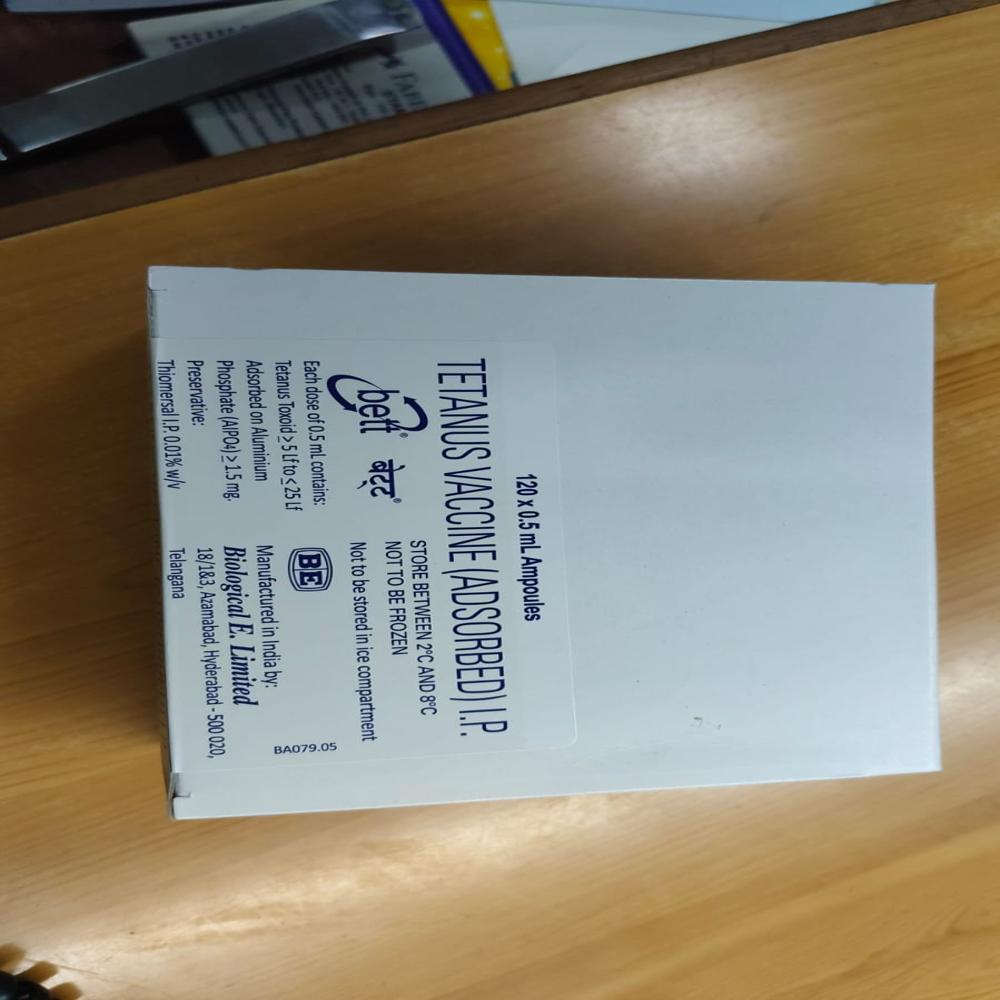 120 x 0.5 mL Ampoules
TETANUS VACCINE (ADSORBED) I.P.
bett® बेट्ट®
Each dose of 0.5 mL contains:
Tetanus Toxoid ≥ 5 Lf to ≤ 25 Lf
Adsorbed on Aluminium
Phosphate (AlPO4) ≥ 1.5 mg.
Preservative:
Thiomersal I.P. 0.01% w/v
STORE BETWEEN 2°C AND 8°C
NOT TO BE FROZEN
Not to be stored in ice compartment
BE
Manufactured in India by:
Biological E. Limited
18/1&3, Azamabad, Hyderabad - 500 020,
Telangana
BA079.05